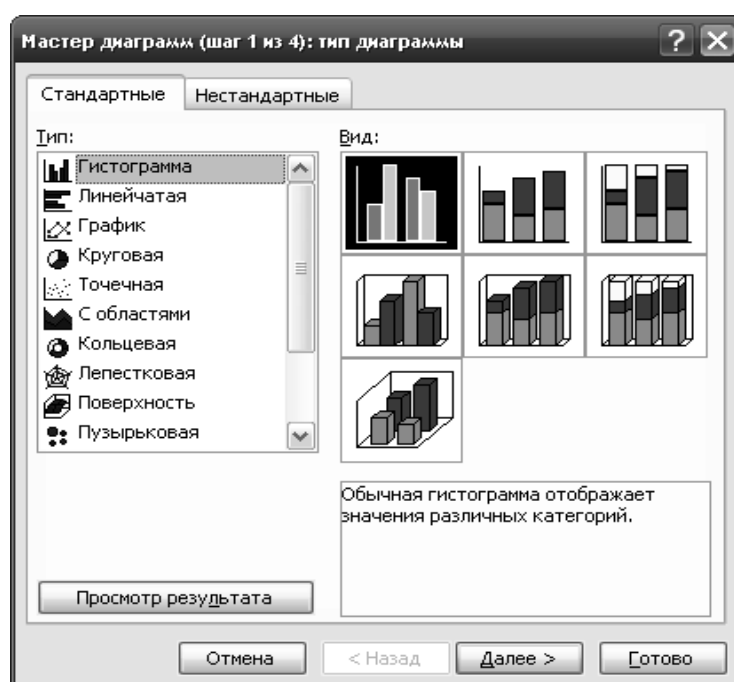 Мастер диаграмм (шаг 1 из 4): тип диаграммы
Стандартные Нестандартные
Тип:
Гистограмма
Линейчатая
График
Круговая
Точечная
С областями
Кольцевая
Лепестковая
Поверхность
Пузырьковая
Вид:
Обычная гистограмма отображает
значения различных категорий.
Просмотр результата
Отмена < Назад Далее > Готово